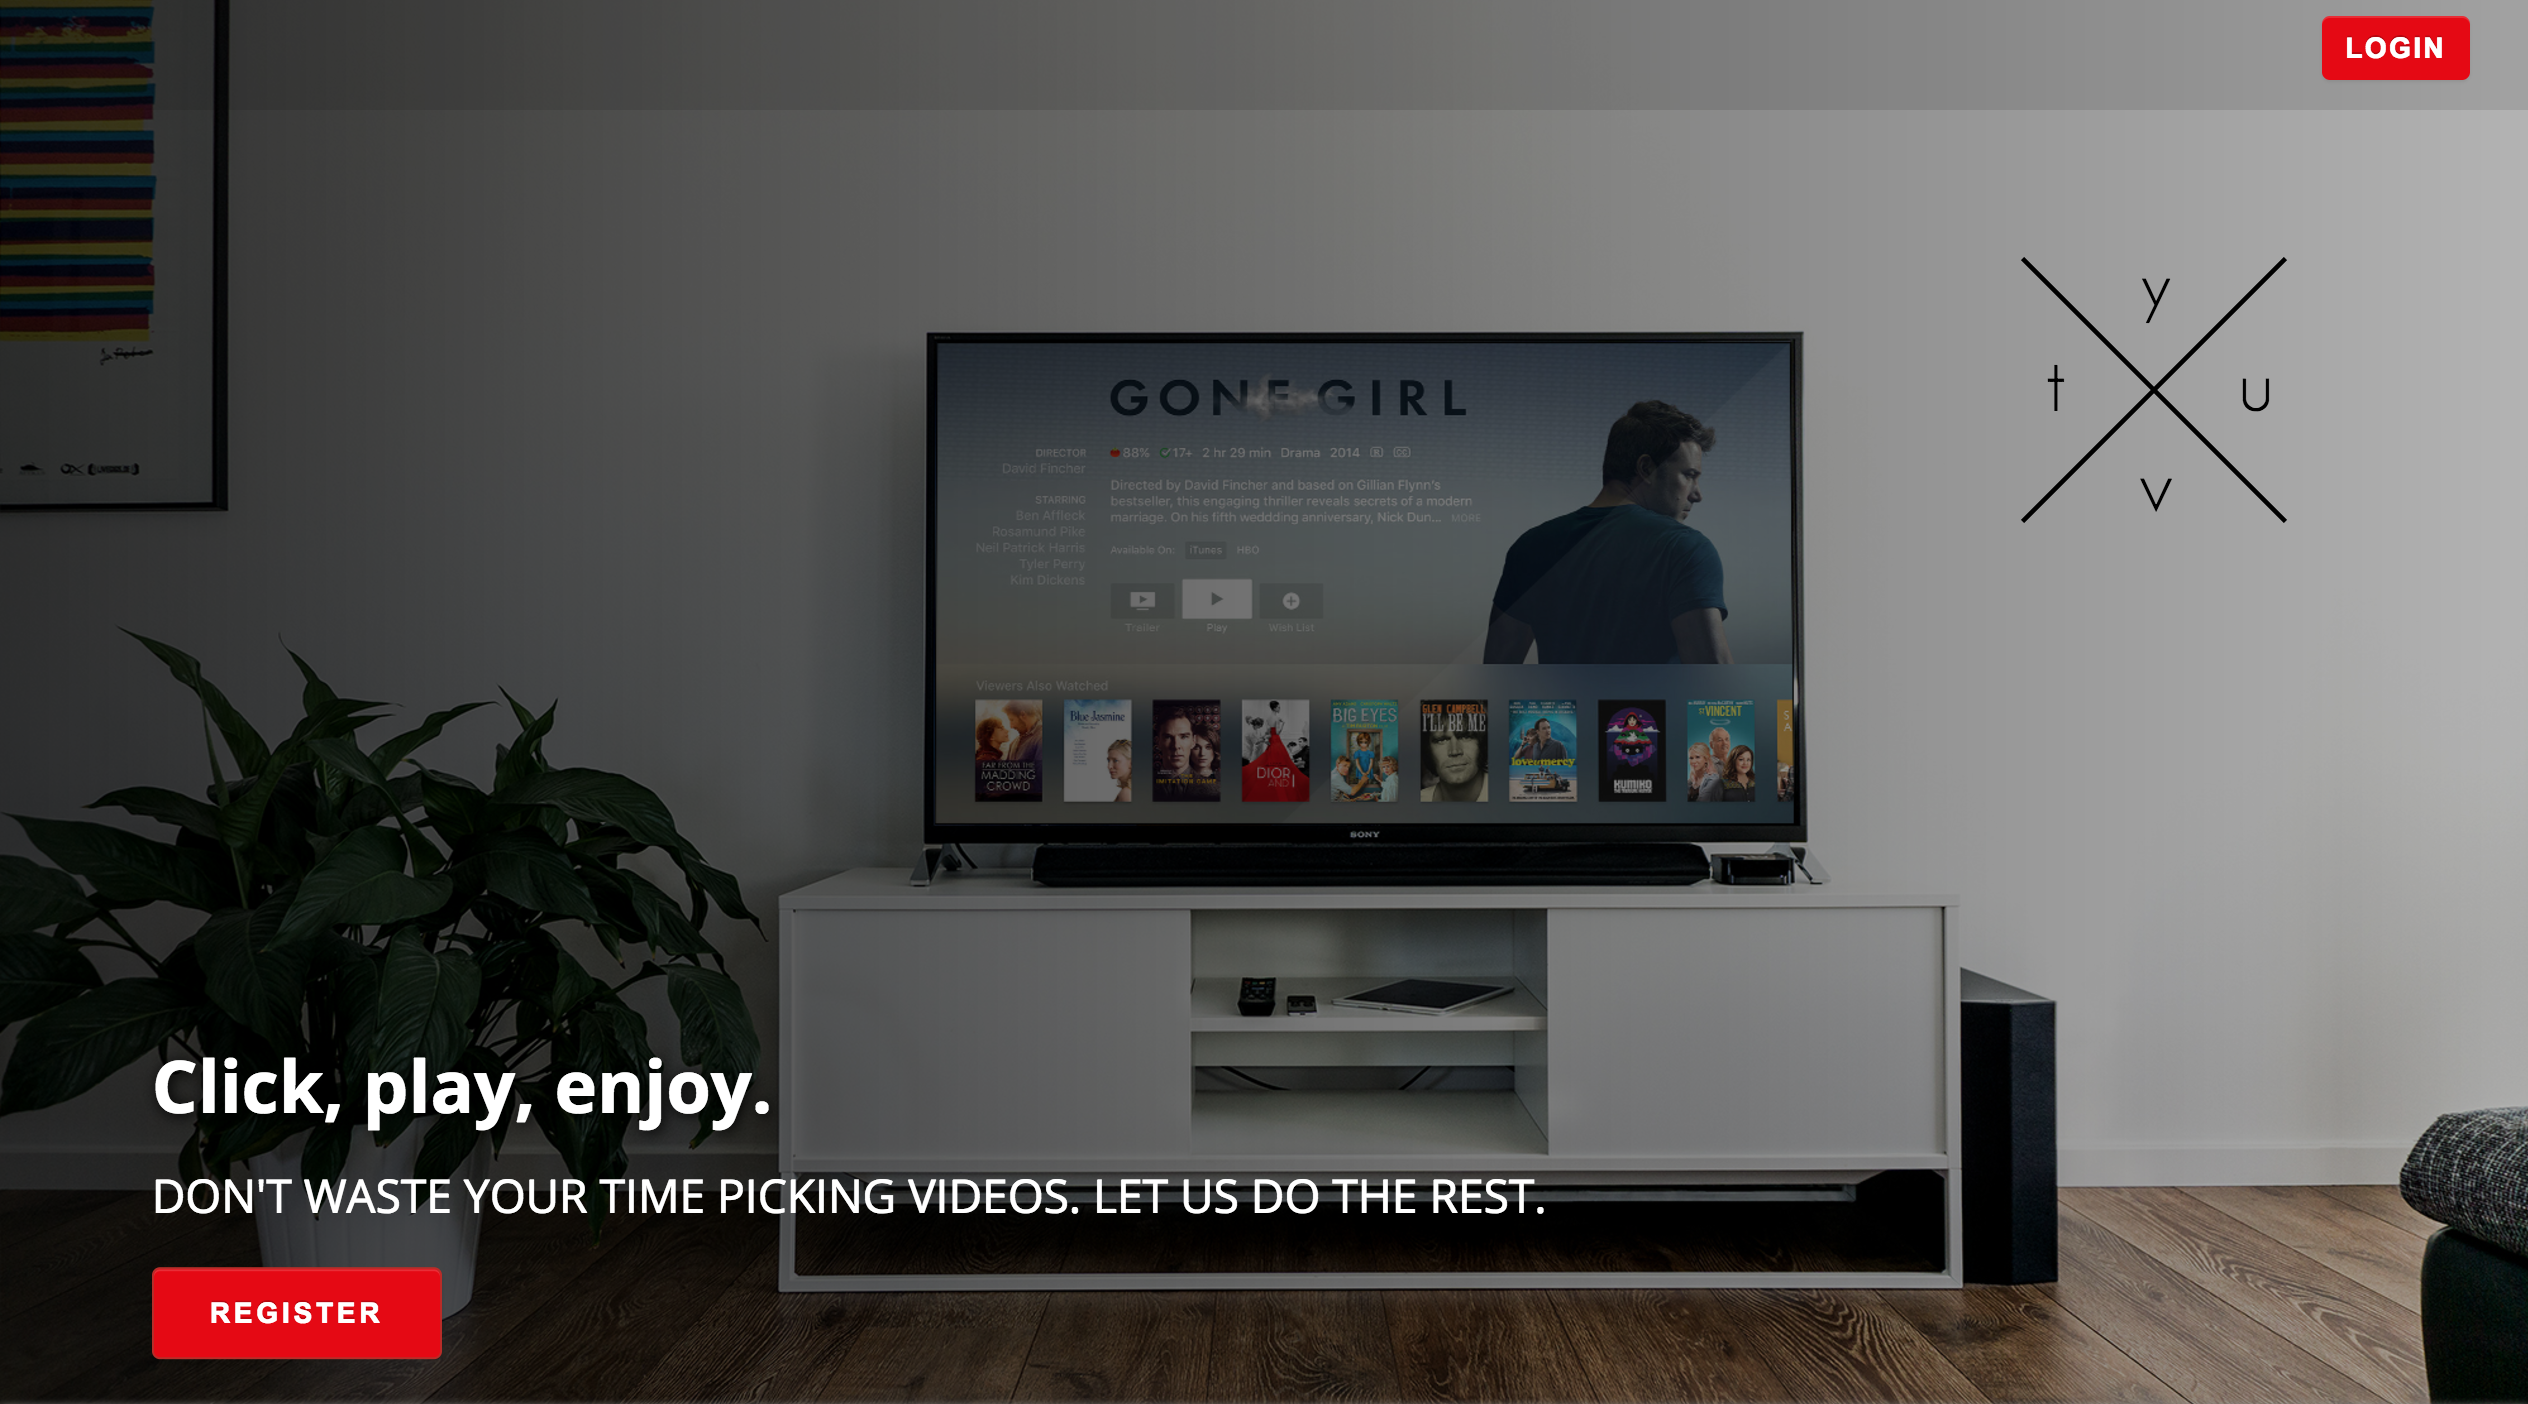 LOGIN
y
t
u
v
GONE GIRL
DIRECTOR
David Fincher
STARRING
Ben Affleck
Rosamund Pike
Neil Patrick Harris
Tyler Perry
Kim Dickens
88% 17+ 2 hr 29 min Drama 2014 R CC
Directed by David Fincher and based on Gillian Flynn's
bestseller, this engaging thriller reveals secrets of a modern
marriage. On his fifth weddding anniversary, Nick Dun... MORE
Available On: iTunes HBO
Trailer Play Wish List
Viewers Also Watched
FAR FROM THE
MADDING
CROWD
Blue Jasmine
IMITATION GAME
DIOR
AND I
BIG EYES
GLEN CAMPBELL
I'LL BE ME
love&mercy
KUMIKO
ST. VINCENT
S
A
SONY
Click, play, enjoy.
DON'T WASTE YOUR TIME PICKING VIDEOS. LET US DO THE REST.
REGISTER